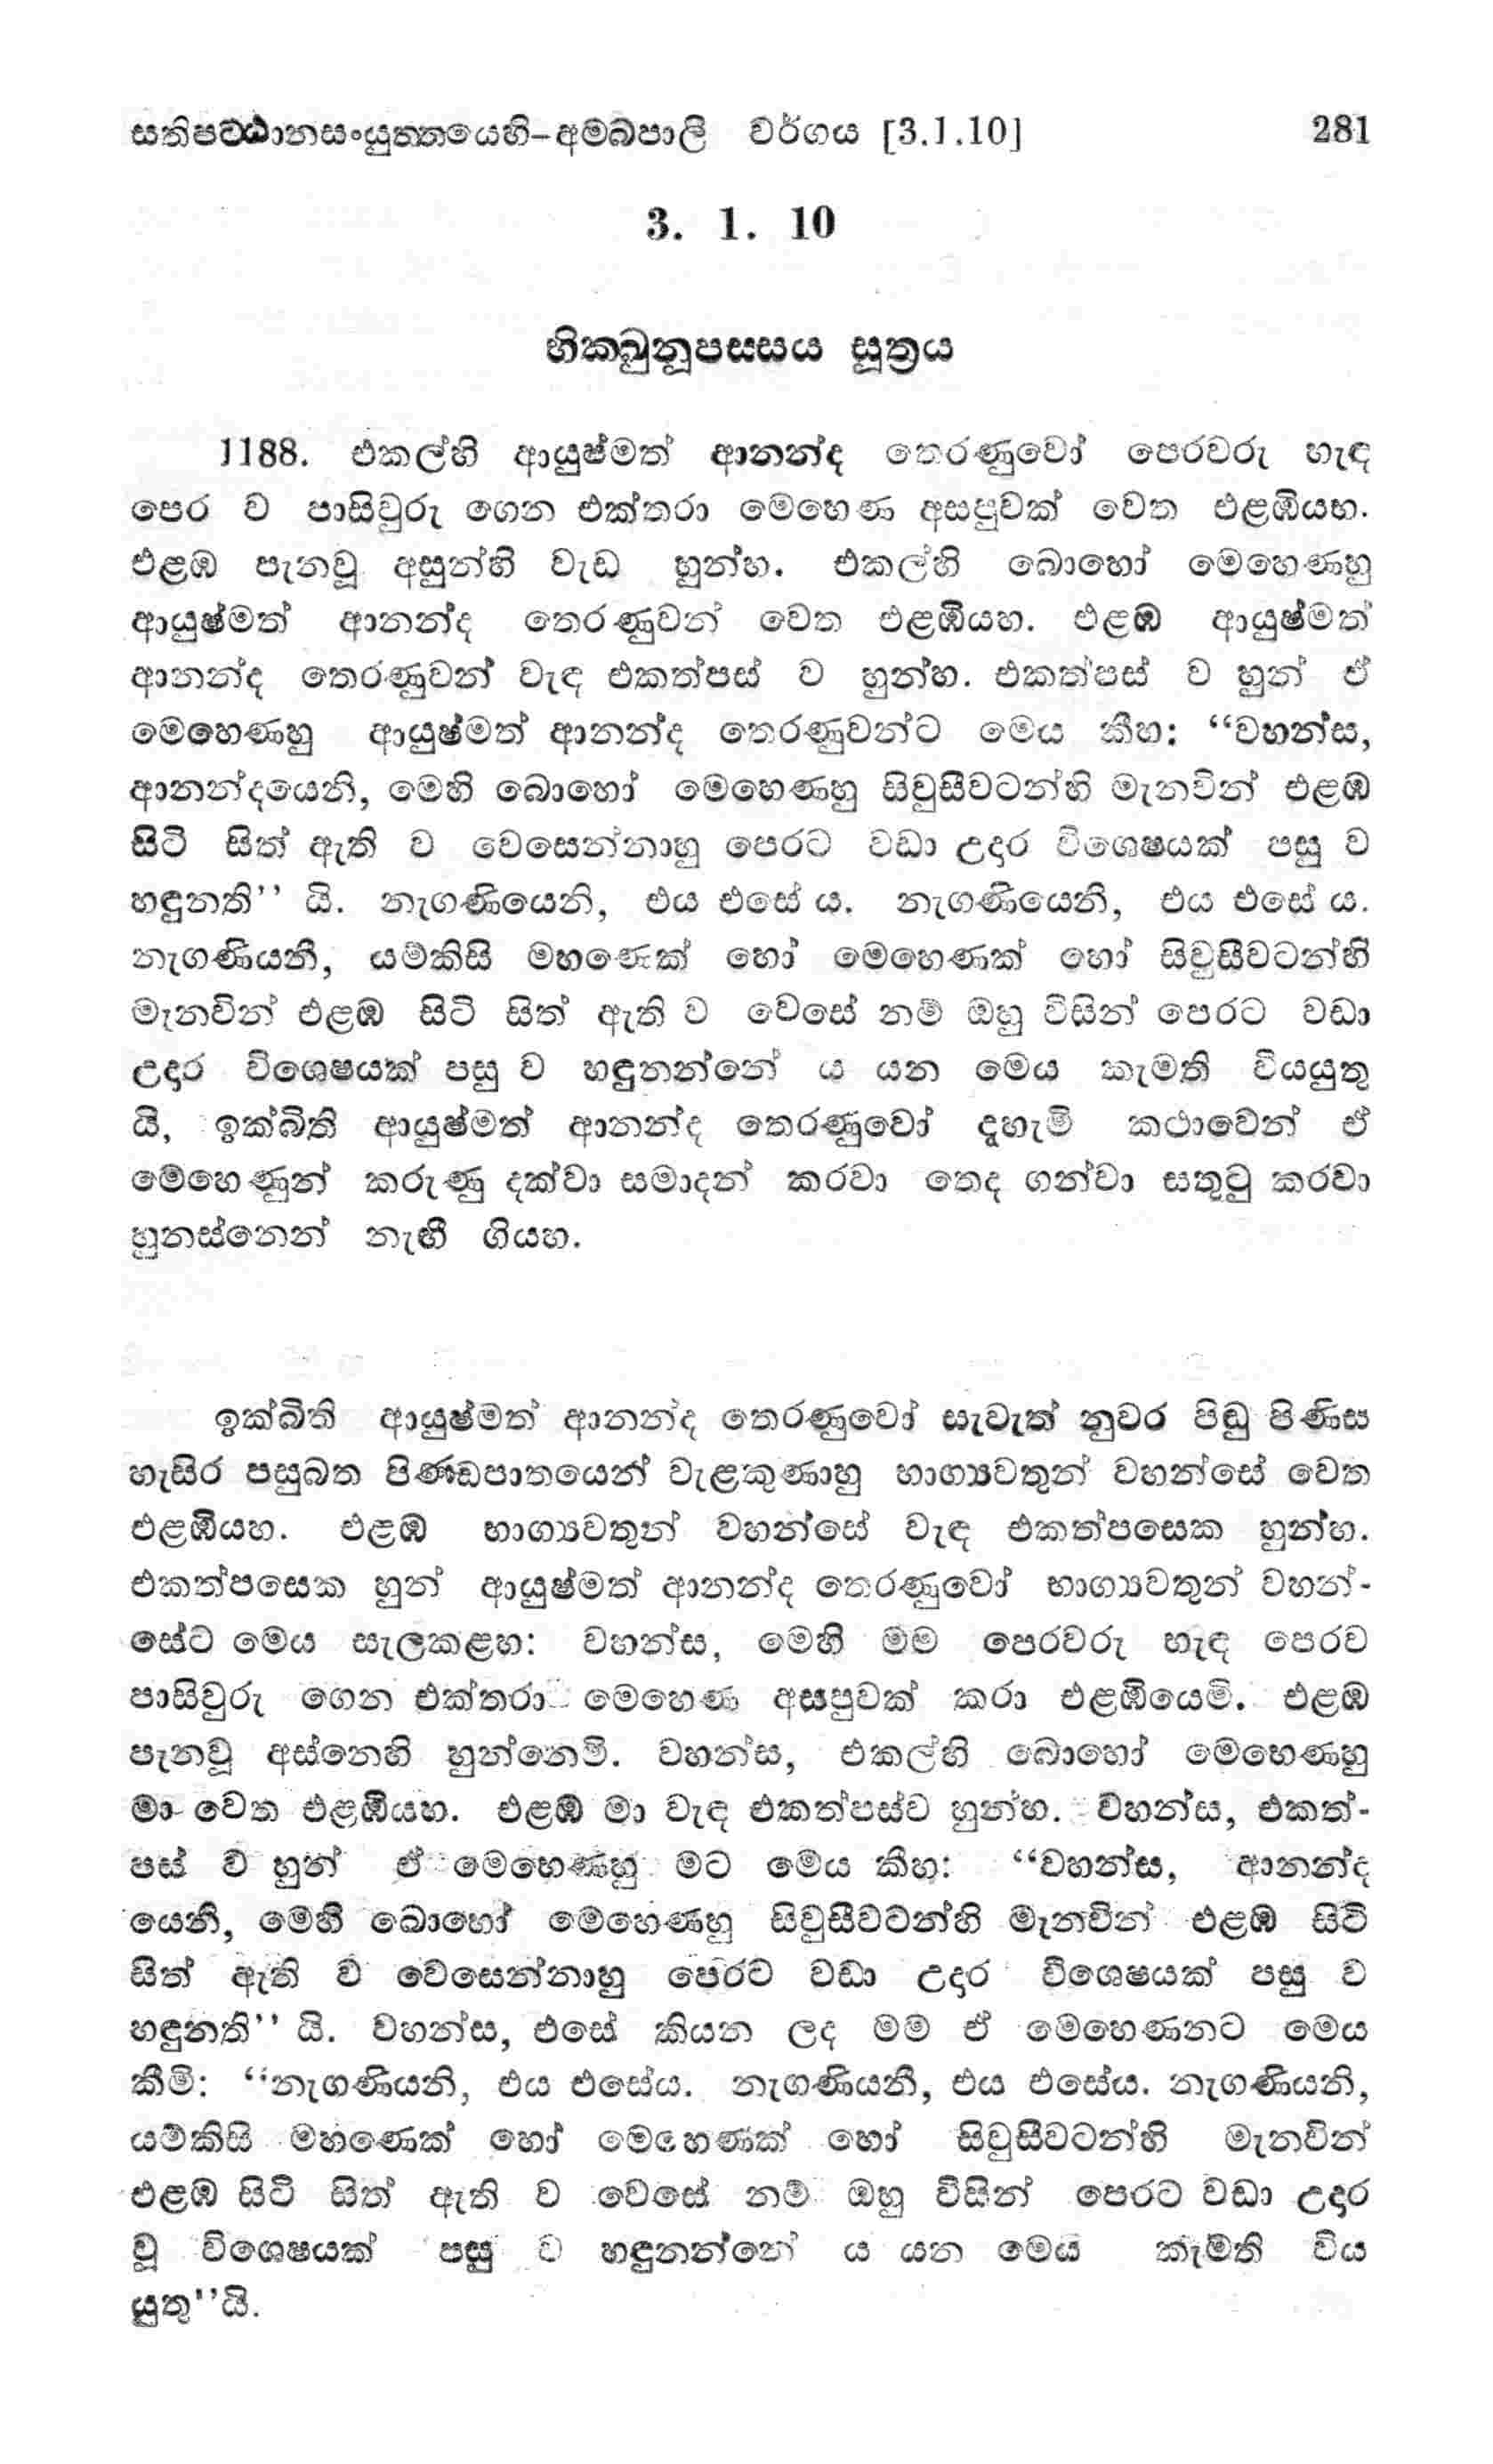 සතිපට්ඨානසංයුත්තයෙහි–අම්බපාලි වර්ගය [3.1.10] 281
3. 1. 10
භික්ඛුනූපස්සය සූත්‍රය
1188. එකල්හි ආයුෂ්මත් ආනන්ද තෙරණුවෝ පෙරවරු හැඳ
පෙර ව පාසිවුරු ගෙන එක්තරා මෙහෙණ අසපුවක් වෙත එළඹියහ.
එළඹ පැනවූ අසුන්හි වැඩ හුන්හ. එකල්හි බොහෝ මෙහෙණහු
ආයුෂ්මත් ආනන්ද තෙරණුවන් වෙත එළඹියහ. එළඹ ආයුෂ්මත්
ආනන්ද තෙරණුවන් වැඳ එකත්පස් ව හුන්හ. එකත්පස් ව හුන් ඒ
මෙහෙණහු ආයුෂ්මත් ආනන්ද තෙරණුවන්ට මෙය කීහ: “වහන්ස,
ආනන්දයෙනි, මෙහි බොහෝ මෙහෙණහු සිවුසීවටන්හි මැනවින් එළඹ
සිටි සිත් ඇති ව වෙසෙන්නාහු පෙරට වඩා උදාර විශෙෂයක් පසු ව
හඳුනති” යි. නැගණියෙනි, එය එසේ ය. නැගණියෙනි, එය එසේ ය.
නැගණියනි, යම්කිසි මහණෙක් හෝ මෙහෙණක් හෝ සිවුසීවටන්හි
මැනවින් එළඹ සිටි සිත් ඇති ව වෙසේ නම් ඔහු විසින් පෙරට වඩා
උදාර විශෙෂයක් පසු ව හඳුනන්නේ ය යන මෙය කැමති වියයුතු
යි, ඉක්බිති ආයුෂ්මත් ආනන්ද තෙරණුවෝ දැහැමි කථාවෙන් ඒ
මෙහෙණුන් කරුණු දක්වා සමාදන් කරවා තෙද ගන්වා සතුටු කරවා
හුනස්නෙන් නැඟී ගියහ.
ඉක්බිති ආයුෂ්මත් ආනන්ද තෙරණුවෝ සැවැත් නුවර පිඬු පිණිස
හැසිර පසුබත පිණ්ඩපාතයෙන් වැළකුණාහු භාග්‍යවතුන් වහන්සේ වෙත
එළඹියහ. එළඹ භාග්‍යවතුන් වහන්සේ වැඳ එකත්පසෙක හුන්හ.
එකත්පසෙක හුන් ආයුෂ්මත් ආනන්ද තෙරණුවෝ භාග්‍යවතුන් වහන්-
සේට මෙය සැලකළහ: වහන්ස, මෙහි මම පෙරවරු හැඳ පෙරව
පාසිවුරු ගෙන එක්තරා මෙහෙණ අසපුවක් කරා එළඹියෙමි. එළඹ
පැනවූ අස්නෙහි හුන්නෙමි. වහන්ස, එකල්හි බොහෝ මෙහෙණහු
මා වෙත එළඹියහ. එළඹ මා වැඳ එකත්පස්ව හුන්හ. වහන්ස, එකත්-
පස් ව හුන් ඒ මෙහෙණහු මට මෙය කීහ: “වහන්ස, ආනන්ද
යෙනි, මෙහි බොහෝ මෙහෙණහු සිවුසීවටන්හි මැනවින් එළඹ සිටි
සිත් ඇති ව වෙසෙන්නාහු පෙරට වඩා උදාර විශෙෂයක් පසු ව
හඳුනති” යි. වහන්ස, එසේ කියන ලද මම ඒ මෙහෙණනට මෙය
කීමි: “නැගණියනි, එය එසේය. නැගණියනි, එය එසේය. නැගණියනි,
යම්කිසි මහණෙක් හෝ මෙහෙණක් හෝ සිවුසීවටන්හි මැනවින්
එළඹ සිටි සිත් ඇති ව වෙසේ නම් ඔහු විසින් පෙරට වඩා උදාර
වූ විශෙෂයක් පසු ව හඳුනන්නේ ය යන මෙය කැමති විය
යුතු”යි.